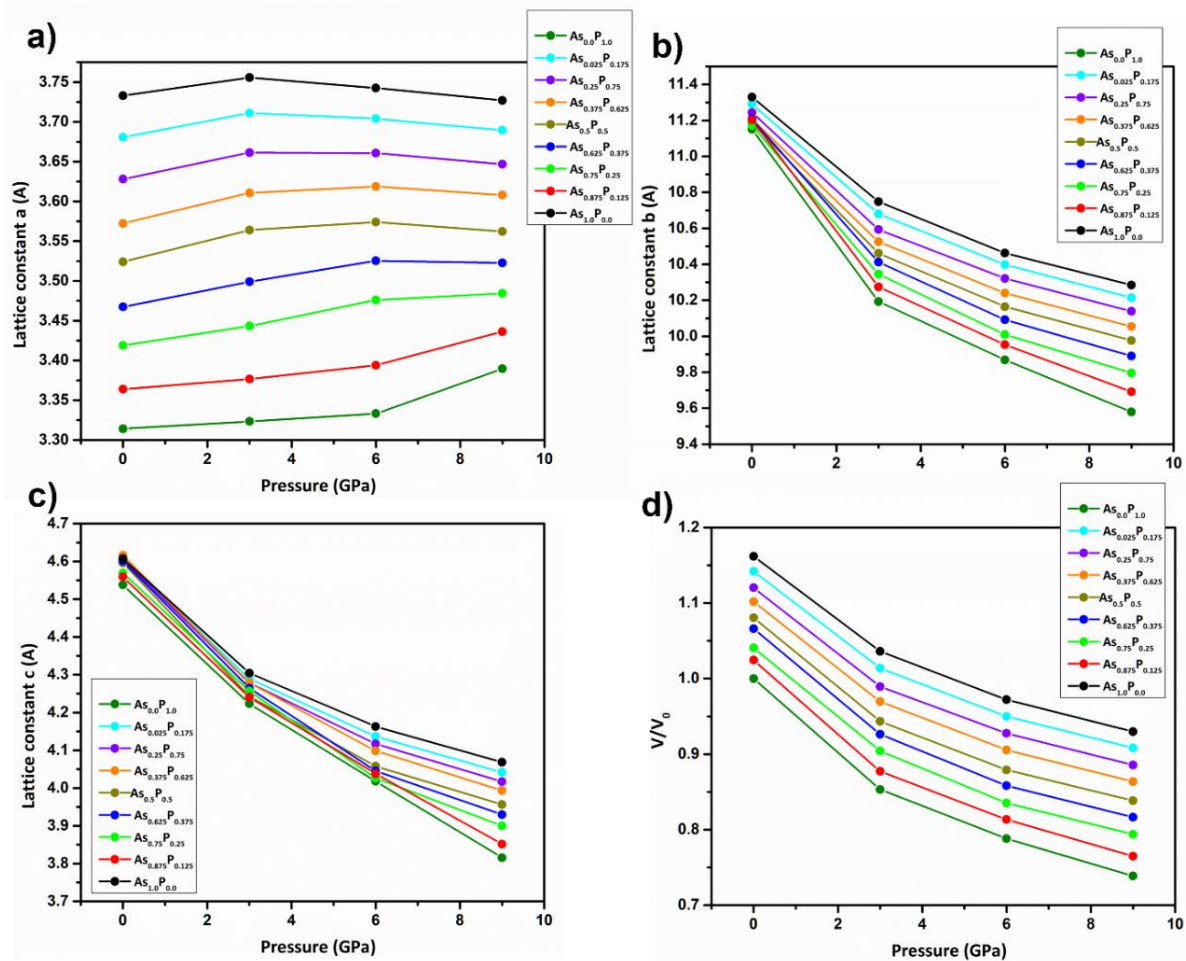 a)
As0.0P1.0
As0.025P0.175
As0.25P0.75
As0.375P0.625
As0.5P0.5
As0.625P0.375
As0.75P0.25
As0.875P0.125
As1.0P0.0
3.75
3.70
3.65
3.60
3.55
3.50
3.45
3.40
3.35
3.30
Lattice constant a (A)
0 2 4 6 8 10
Pressure (GPa)
b)
As0.0P1.0
As0.025P0.175
As0.25P0.75
As0.375P0.625
As0.5P0.5
As0.625P0.375
As0.75P0.25
As0.875P0.125
As1.0P0.0
11.4
11.2
11.0
10.8
10.6
10.4
10.2
10.0
9.8
9.6
9.4
Lattice constant b (A)
0 2 4 6 8 10
Pressure (GPa)
c)
4.7
4.6
4.5
4.4
4.3
4.2
4.1
4.0
3.9
3.8
3.7
Lattice constant c (A)
As0.0P1.0
As0.025P0.175
As0.25P0.75
As0.375P0.625
As0.5P0.5
As0.625P0.375
As0.75P0.25
As0.875P0.125
As1.0P0.0
0 2 4 6 8 10
Pressure (GPa)
d)
As0.0P1.0
As0.025P0.175
As0.25P0.75
As0.375P0.625
As0.5P0.5
As0.625P0.375
As0.75P0.25
As0.875P0.125
As1.0P0.0
1.2
1.1
1.0
0.9
0.8
0.7
V/V0
0 2 4 6 8 10
Pressure (GPa)